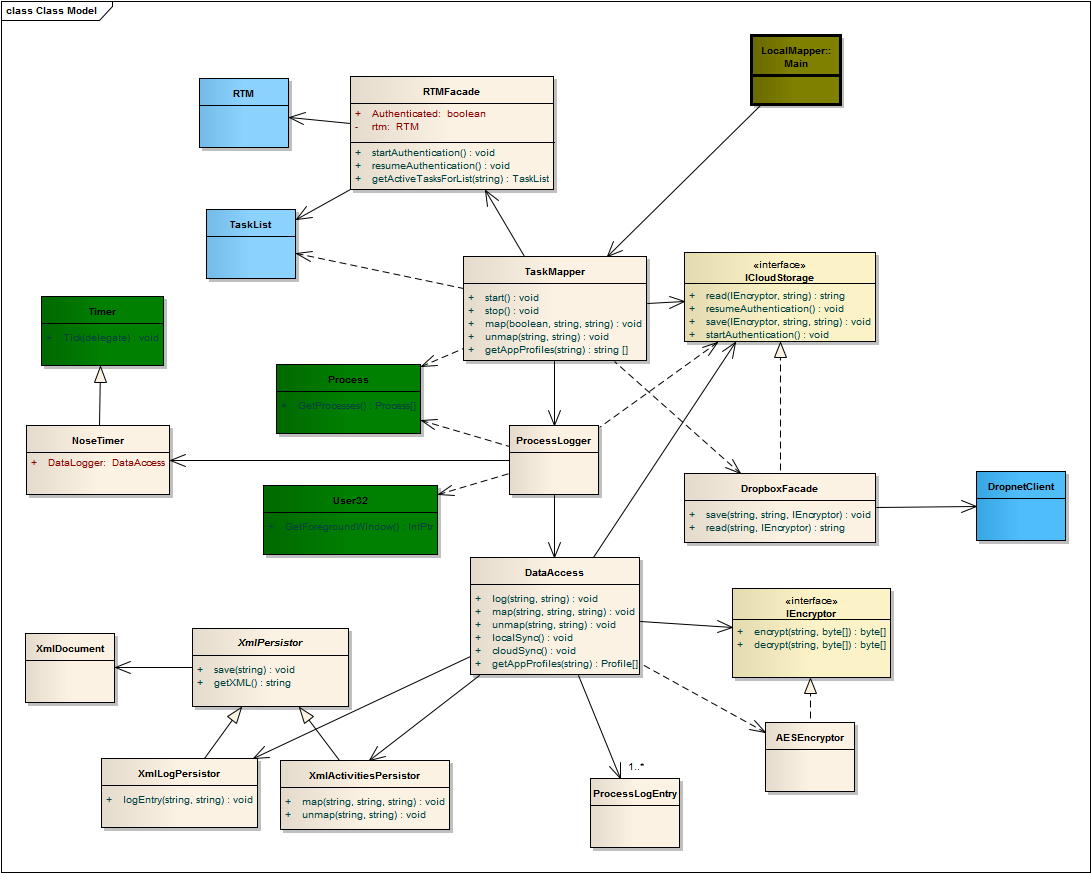 class Class Model
LocalMapper::
Main
RTM
RTMFacade
+ Authenticated: boolean
- rtm: RTM
+ startAuthentication() : void
+ resumeAuthentication() : void
+ getActiveTasksForList(string) : TaskList
TaskList
TaskMapper
+ start() : void
+ stop() : void
+ map(boolean, string, string) : void
+ unmap(string, string) : void
+ getAppProfiles(string) : string []
«interface»
ICloudStorage
+ read(IEncryptor, string) : string
+ resumeAuthentication() : void
+ save(IEncryptor, string, string) : void
+ startAuthentication() : void
Timer
+ Tick(delegate) : void
Process
- GetProcesses() : Process[]
NoseTimer
+ DataLogger: DataAccess
ProcessLogger
User32
+ GetForegroundWindow() : IntPtr
DropboxFacade
+ save(string, string, IEncryptor) : void
+ read(string, IEncryptor) : string
DropnetClient
DataAccess
+ log(string, string) : void
+ map(string, string, string) : void
+ unmap(string, string) : void
+ localSync() : void
+ cloudSync() : void
+ getAppProfiles(string) : Profile[]
«interface»
IEncryptor
+ encrypt(string, byte[]) : byte[]
+ decrypt(string, byte[]) : byte[]
XmlDocument
XmlPersistor
+ save(string) : void
+ getXML() : string
AESEncryptor
XmlLogPersistor
+ logEntry(string, string) : void
XmlActivitiesPersistor
+ map(string, string, string) : void
+ unmap(string, string) : void
1..*
ProcessLogEntry